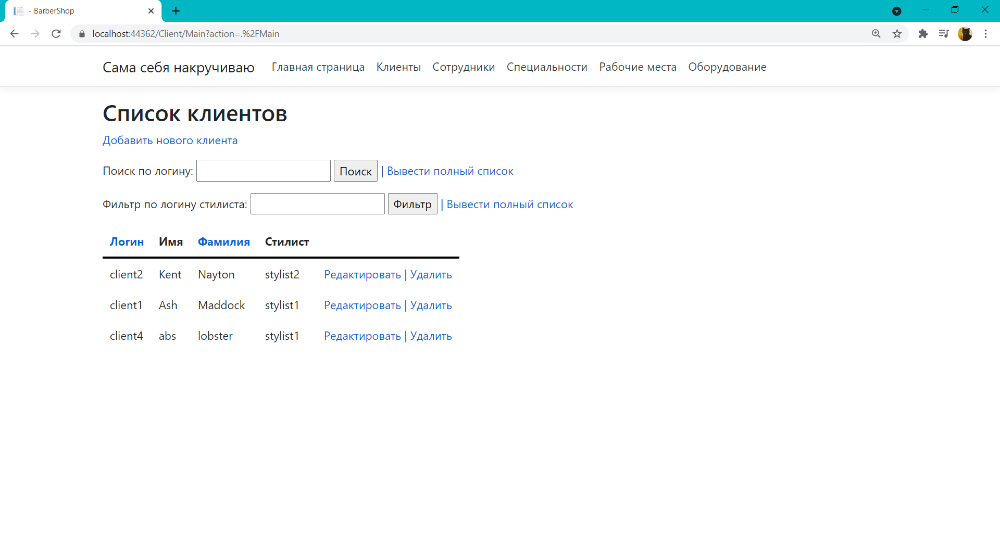 - BarberShop
localhost:44362/Client/Main?action=.%2FMain
Сама себя накручиваю Главная страница Клиенты Сотрудники Специальности Рабочие места Оборудование
Список клиентов
Добавить нового клиента
Поиск по логину: Поиск | Вывести полный список
Фильтр по логину стилиста: Фильтр | Вывести полный список
Логин Имя Фамилия Стилист
client2 Kent Nayton stylist2 Редактировать | Удалить
client1 Ash Maddock stylist1 Редактировать | Удалить
client4 abs lobster stylist1 Редактировать | Удалить